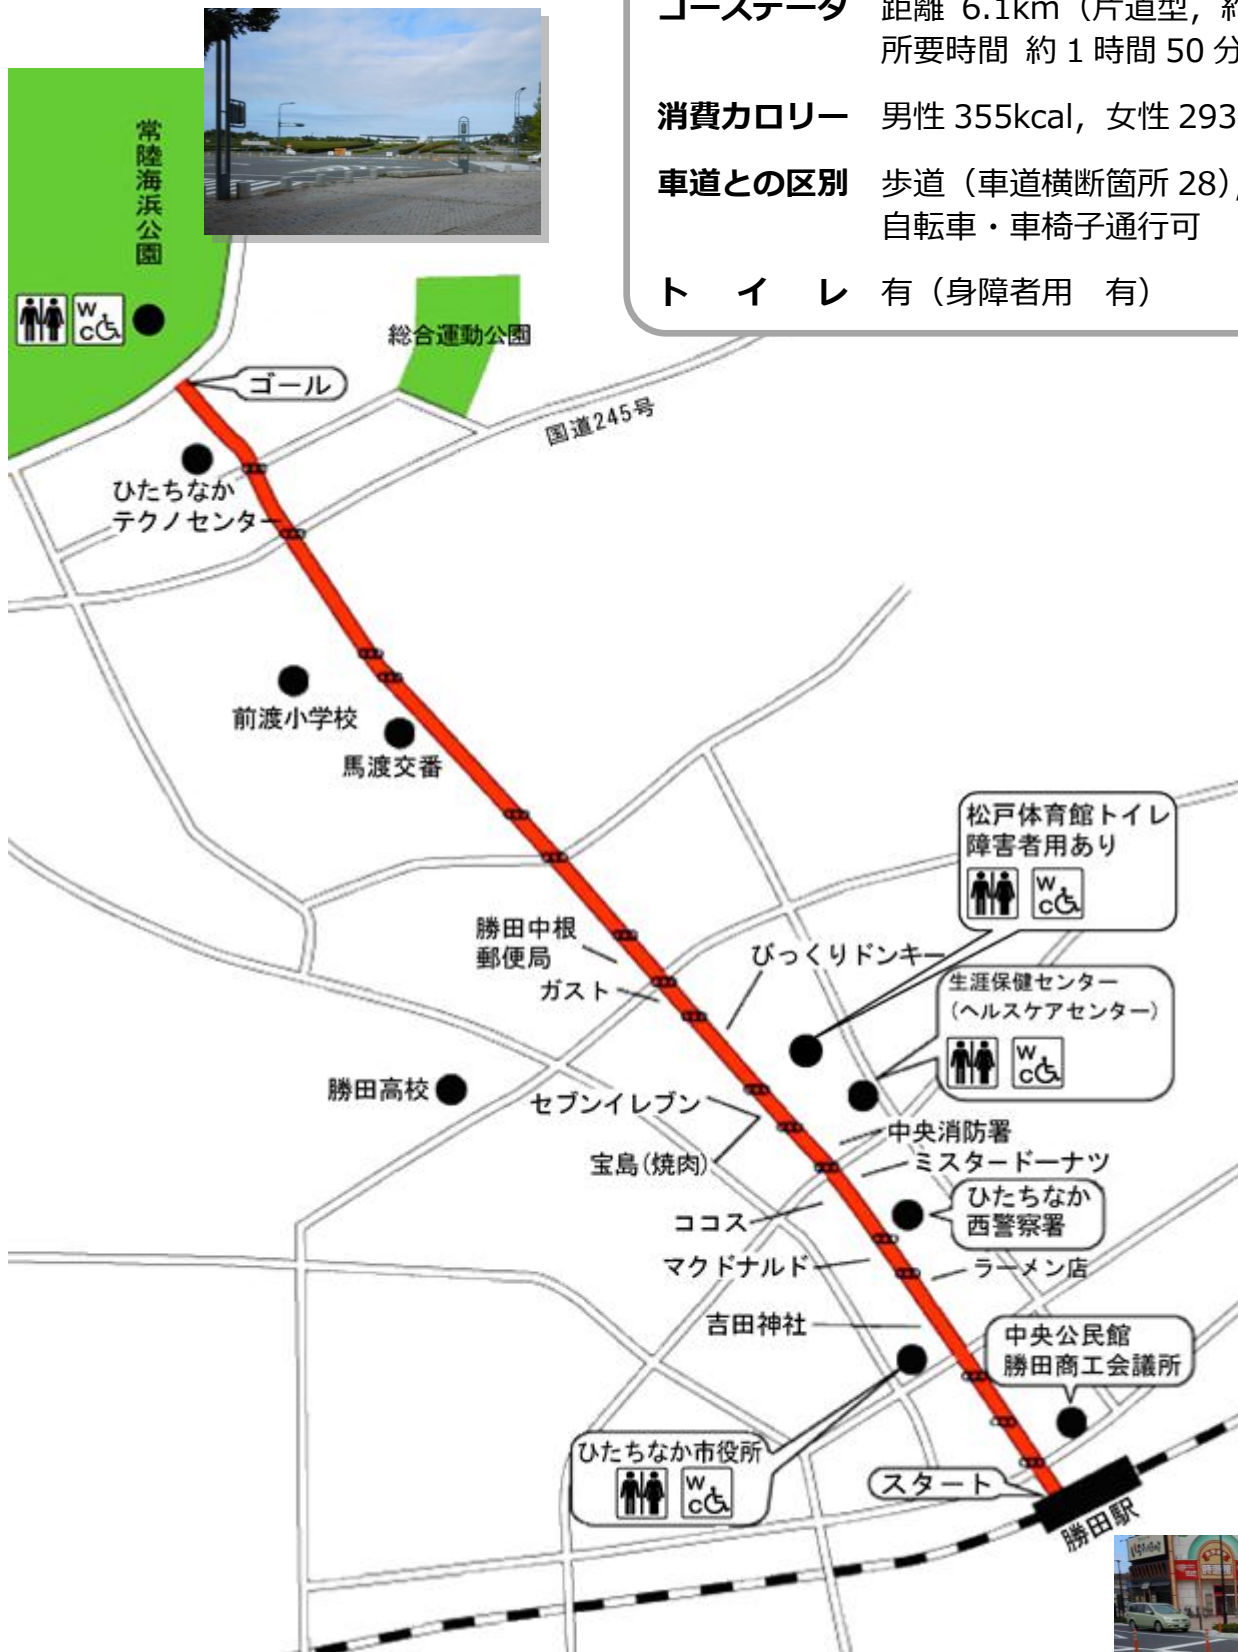 コースデータ 距離 6.1km（片道型，
所要時間 約1時間50分
消費カロリー 男性 355kcal，女性 293
車道との区別 歩道（車道横断箇所 28），
自転車・車椅子通行可
トイレ 有（身障者用 有）
常陸海浜公園
WC
総合運動公園
ゴール
国道245号
ひたちなか
テクノセンター
前渡小学校
馬渡交番
松戸体育館トイレ
障害者用あり
WC
勝田中根
郵便局
びっくりドンキー
ガスト
生涯保健センター
（ヘルスケアセンター）
WC
勝田高校
セブンイレブン
中央消防署
宝島(焼肉)
ミスタードーナツ
ひたちなか
西警察署
ココス
マクドナルド
ラーメン店
吉田神社
中央公民館
勝田商工会議所
ひたちなか市役所
WC
スタート
勝田駅